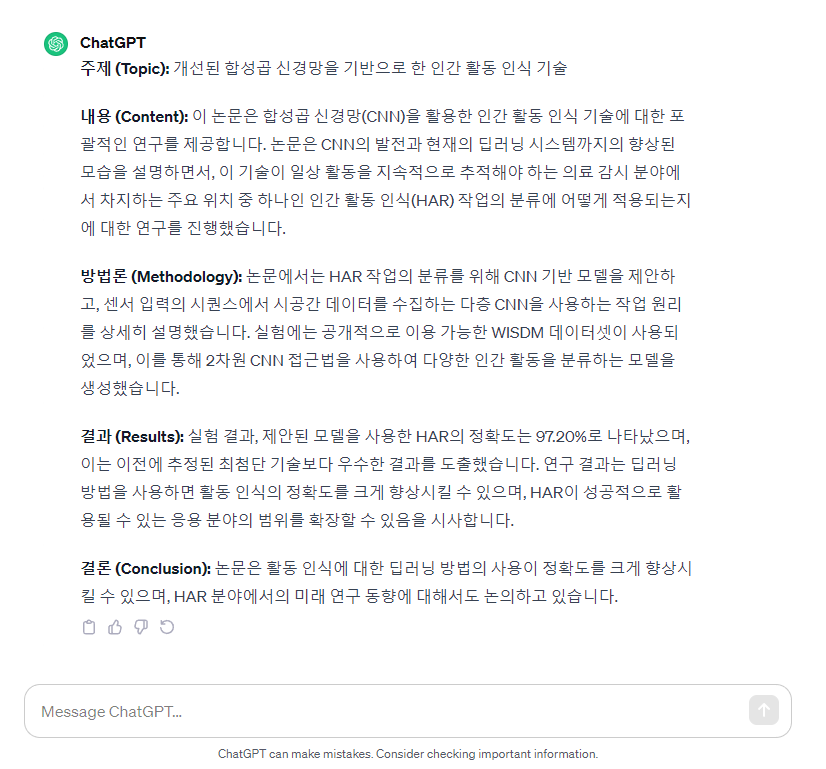 ChatGPT
주제 (Topic): 개선된 합성곱 신경망을 기반으로 한 인간 활동 인식 기술
내용 (Content): 이 논문은 합성곱 신경망(CNN)을 활용한 인간 활동 인식 기술에 대한 포
괄적인 연구를 제공합니다. 논문은 CNN의 발전과 현재의 딥러닝 시스템까지의 향상된
모습을 설명하면서, 이 기술이 일상 활동을 지속적으로 추적해야 하는 의료 감시 분야에
서 차지하는 주요 위치 중 하나인 인간 활동 인식(HAR) 작업의 분류에 어떻게 적용되는지
에 대한 연구를 진행했습니다.
방법론 (Methodology): 논문에서는 HAR 작업의 분류를 위해 CNN 기반 모델을 제안하
고, 센서 입력의 시퀀스에서 시공간 데이터를 수집하는 다층 CNN을 사용하는 작업 원리
를 상세히 설명했습니다. 실험에는 공개적으로 이용 가능한 WISDM 데이터셋이 사용되
었으며, 이를 통해 2차원 CNN 접근법을 사용하여 다양한 인간 활동을 분류하는 모델을
생성했습니다.
결과 (Results): 실험 결과, 제안된 모델을 사용한 HAR의 정확도는 97.20%로 나타났으며,
이는 이전에 추정된 최첨단 기술보다 우수한 결과를 도출했습니다. 연구 결과는 딥러닝
방법을 사용하면 활동 인식의 정확도를 크게 향상시킬 수 있으며, HAR이 성공적으로 활
용될 수 있는 응용 분야의 범위를 확장할 수 있음을 시사합니다.
결론 (Conclusion): 논문은 활동 인식에 대한 딥러닝 방법의 사용이 정확도를 크게 향상시
킬 수 있으며, HAR 분야에서의 미래 연구 동향에 대해서도 논의하고 있습니다.
Message ChatGPT...
ChatGPT can make mistakes. Consider checking important information.